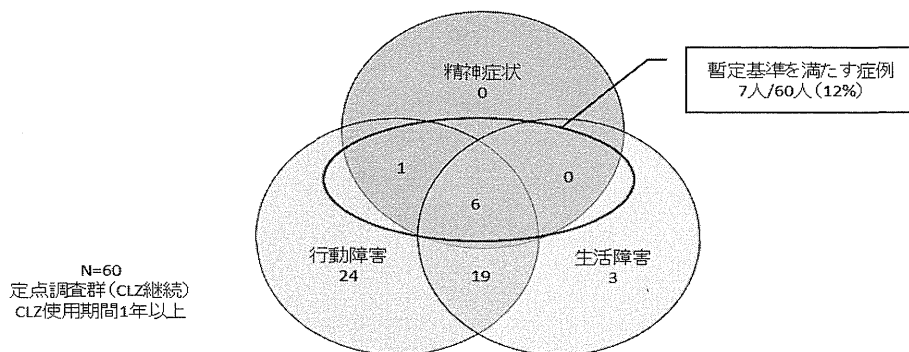 精神症状
0
暫定基準を満たす症例
7人/60人(12%)
1
0
6
行動障害
24
19
生活障害
3
N=60
定点調査群(CLZ継続)
CLZ使用期間1年以上